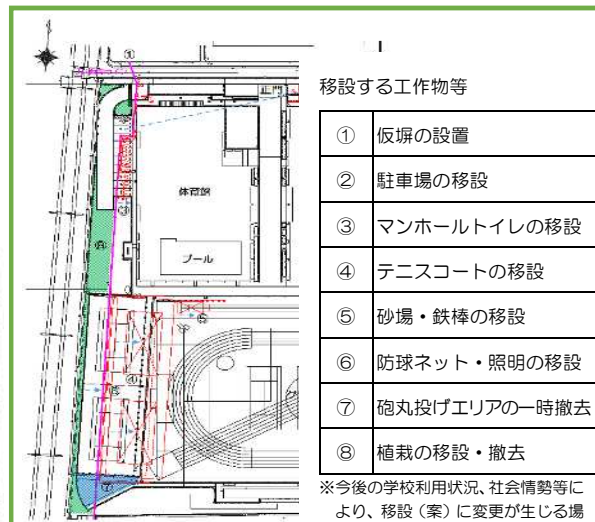 ①
移設する工作物等
① 仮塀の設置
② 駐車場の移設
③ マンホールトイレの移設
④ テニスコートの移設
⑤ 砂場・鉄棒の移設
⑥ 防球ネット・照明の移設
⑦ 砲丸投げエリアの一時撤去
⑧ 植栽の移設・撤去
※今後の学校利用状況、社会情勢等に
より、移設（案）に変更が生じる場
体育館
プール
③
④
⑦